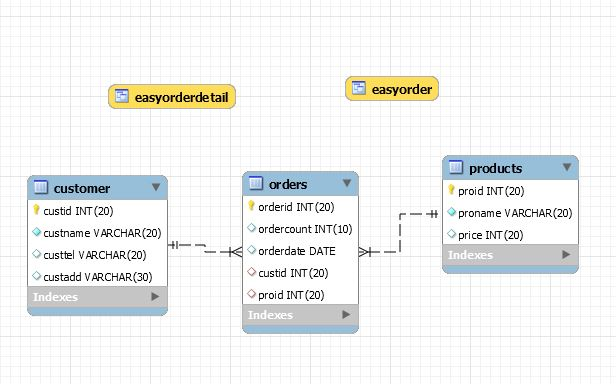 easyorderdetail
easyorder
customer
custid INT(20)
custname VARCHAR(20)
custtel VARCHAR(20)
custadd VARCHAR(30)
Indexes
orders
orderid INT(20)
ordercount INT(10)
orderdate DATE
custid INT(20)
proid INT(20)
Indexes
products
proid INT(20)
proname VARCHAR(20)
price INT(20)
Indexes